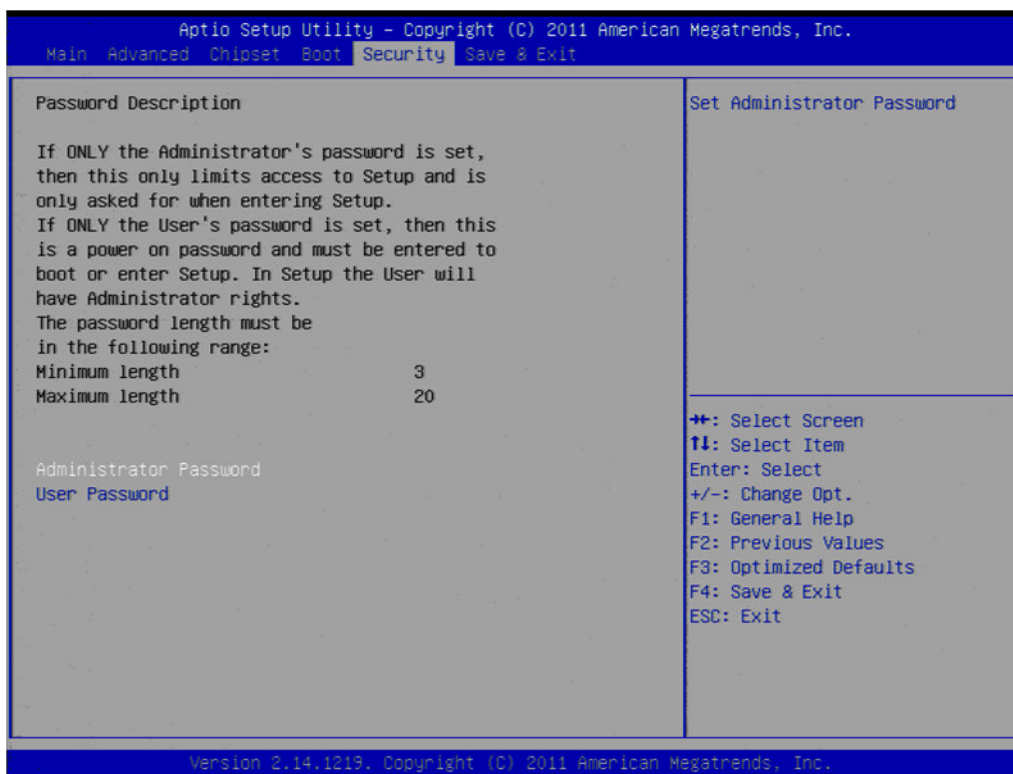 Aptio Setup Utility – Copyright (C) 2011 American Megatrends, Inc.
Main Advanced Chipset Boot Security Save & Exit
Password Description
If ONLY the Administrator's password is set,
then this only limits access to Setup and is
only asked for when entering Setup.
If ONLY the User's password is set, then this
is a power on password and must be entered to
boot or enter Setup. In Setup the User will
have Administrator rights.
The password length must be
in the following range:
Minimum length 3
Maximum length 20
Administrator Password
User Password
Set Administrator Password
→←: Select Screen
↑↓: Select Item
Enter: Select
+/-: Change Opt.
F1: General Help
F2: Previous Values
F3: Optimized Defaults
F4: Save & Exit
ESC: Exit
Version 2.14.1219. Copyright (C) 2011 American Megatrends, Inc.